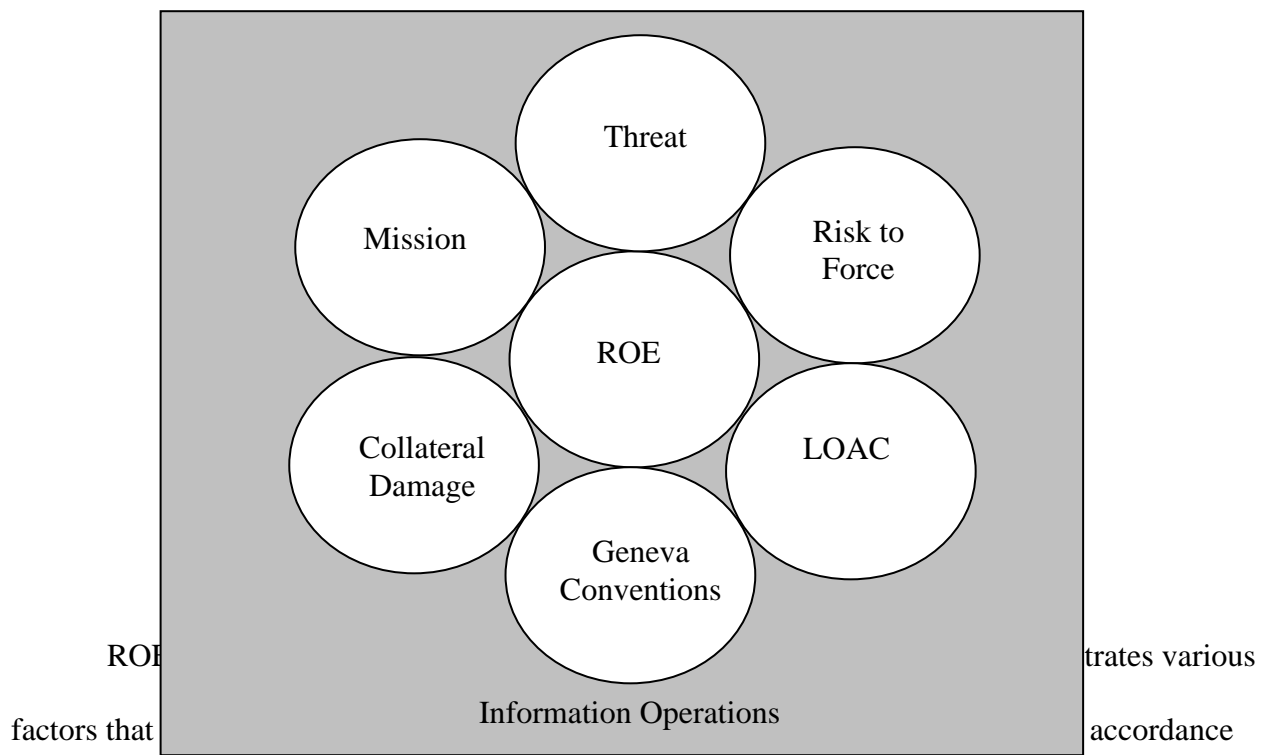 Threat
Mission
Risk to
Force
ROE
Collateral
Damage
LOAC
Geneva
Conventions
trates various
Information Operations
factors that
accordance